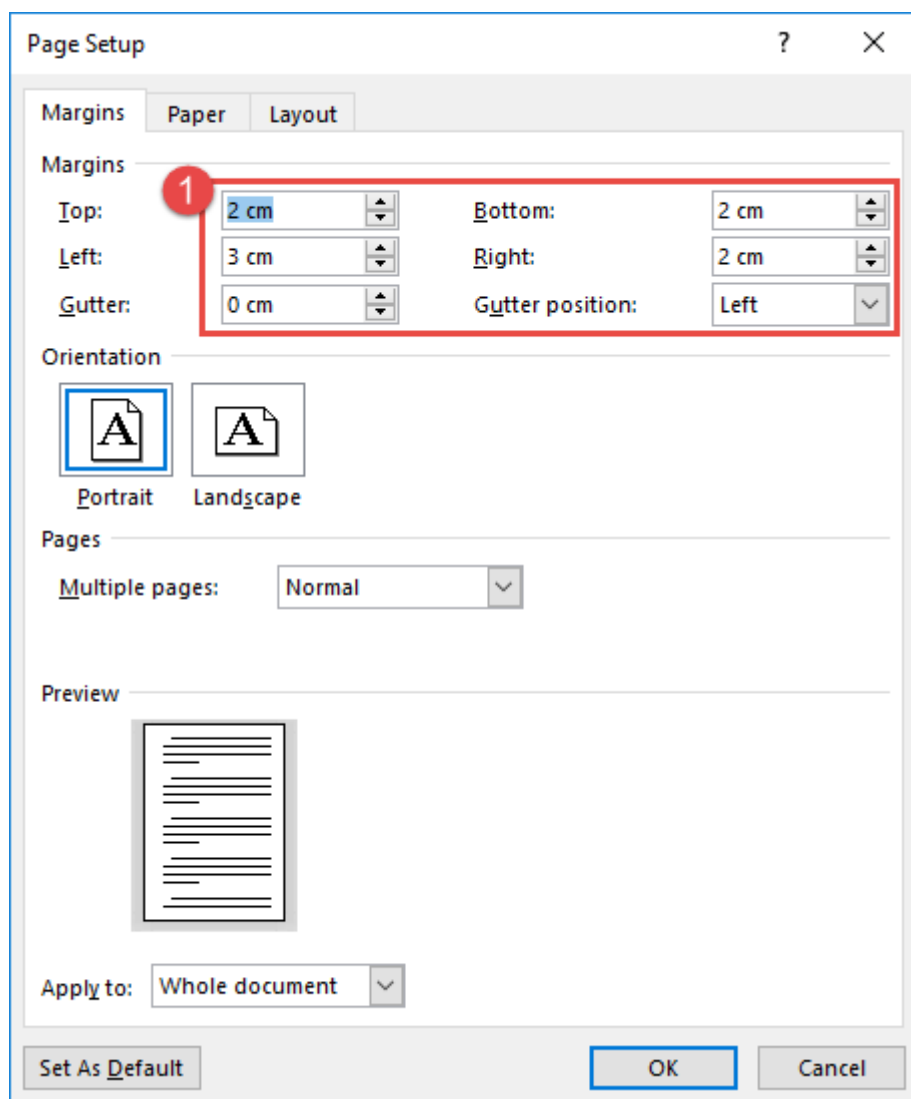 Page Setup ?
Margins Paper Layout
Margins
1
Top: 2 cm Bottom: 2 cm
Left: 3 cm Right: 2 cm
Gutter: 0 cm Gutter position: Left
Orientation
A A
Portrait Landscape
Pages
Multiple pages: Normal
Preview
Apply to: Whole document
Set As Default OK Cancel